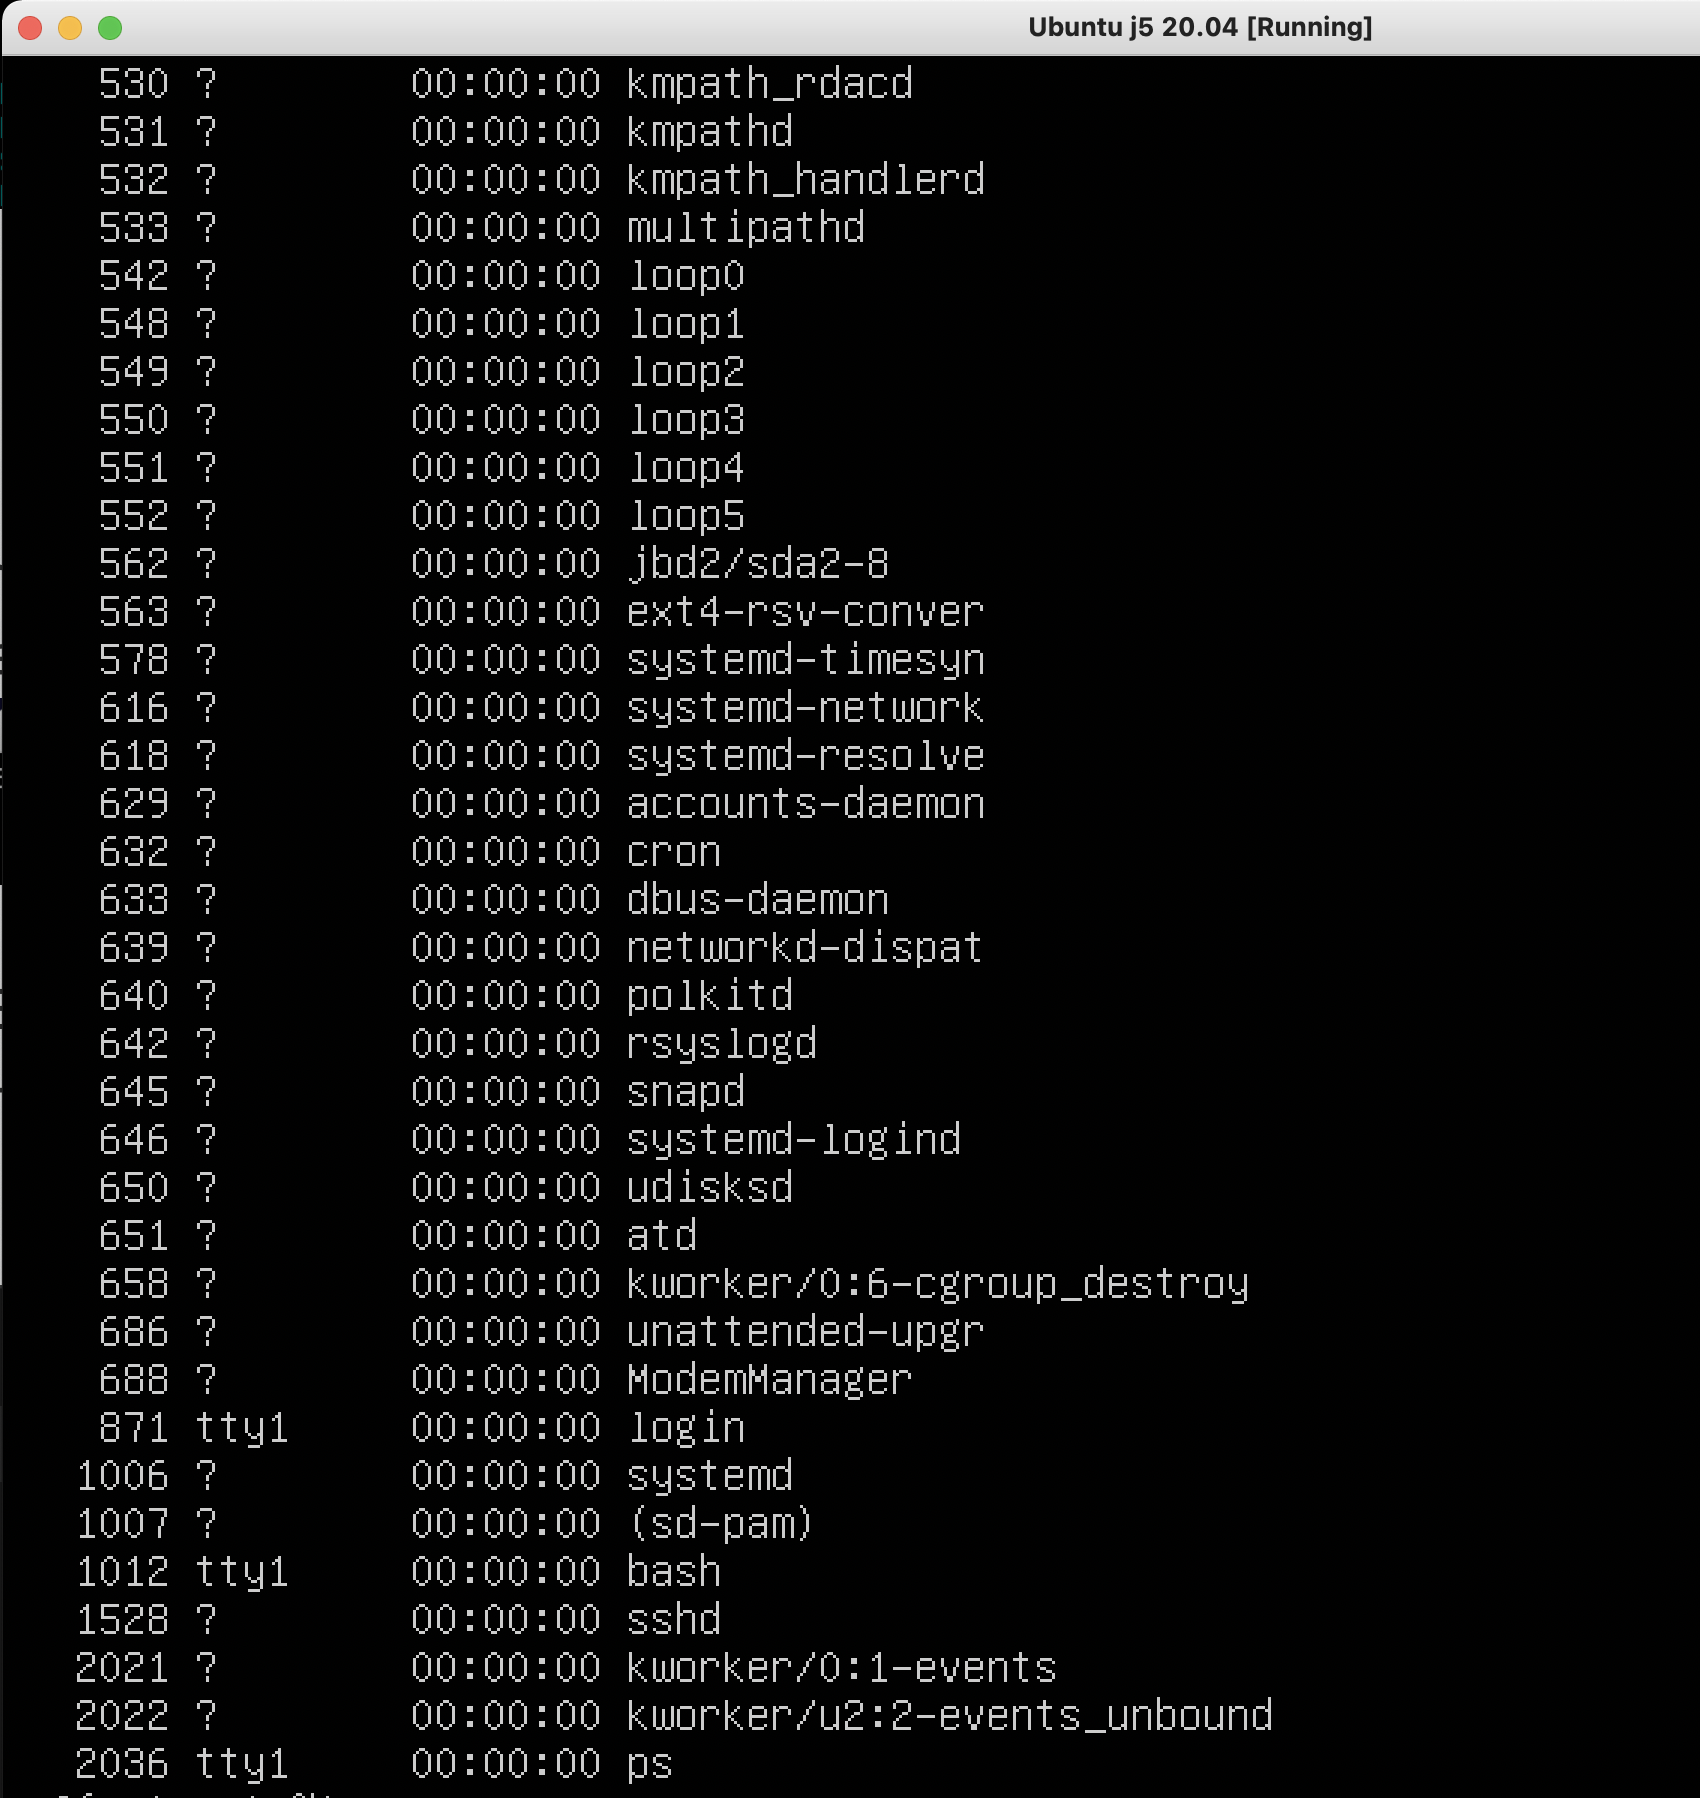 Ubuntu j5 20.04 [Running]
530 ? 00:00:00 kmpath_rdacd
531 ? 00:00:00 kmpathd
532 ? 00:00:00 kmpath_handlerd
533 ? 00:00:00 multipathd
542 ? 00:00:00 loop0
548 ? 00:00:00 loop1
549 ? 00:00:00 loop2
550 ? 00:00:00 loop3
551 ? 00:00:00 loop4
552 ? 00:00:00 loop5
562 ? 00:00:00 jbd2/sda2-8
563 ? 00:00:00 ext4-rsv-conver
578 ? 00:00:00 systemd-timesyn
616 ? 00:00:00 systemd-network
618 ? 00:00:00 systemd-resolve
629 ? 00:00:00 accounts-daemon
632 ? 00:00:00 cron
633 ? 00:00:00 dbus-daemon
639 ? 00:00:00 networkd-dispat
640 ? 00:00:00 polkitd
642 ? 00:00:00 rsyslogd
645 ? 00:00:00 snapd
646 ? 00:00:00 systemd-logind
650 ? 00:00:00 udisksd
651 ? 00:00:00 atd
658 ? 00:00:00 kworker/0:6-cgroup_destroy
686 ? 00:00:00 unattended-upgr
688 ? 00:00:00 ModemManager
871 tty1 00:00:00 login
1006 ? 00:00:00 systemd
1007 ? 00:00:00 (sd-pam)
1012 tty1 00:00:00 bash
1528 ? 00:00:00 sshd
2021 ? 00:00:00 kworker/0:1-events
2022 ? 00:00:00 kworker/u2:2-events_unbound
2036 tty1 00:00:00 ps